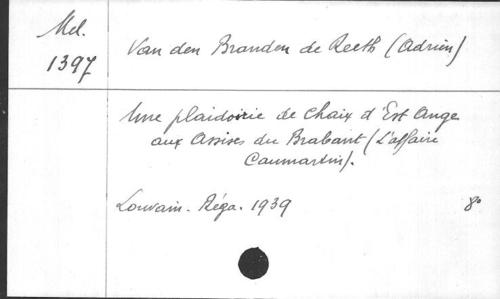 Mel.
1397
Van den Branden de Reeth (Adrien)
Une plaidoirie de Chaix d'Est Ange
aux Assises du Brabant (L'affaire
Caumartin).
Louvain. Réga. 1939 8°